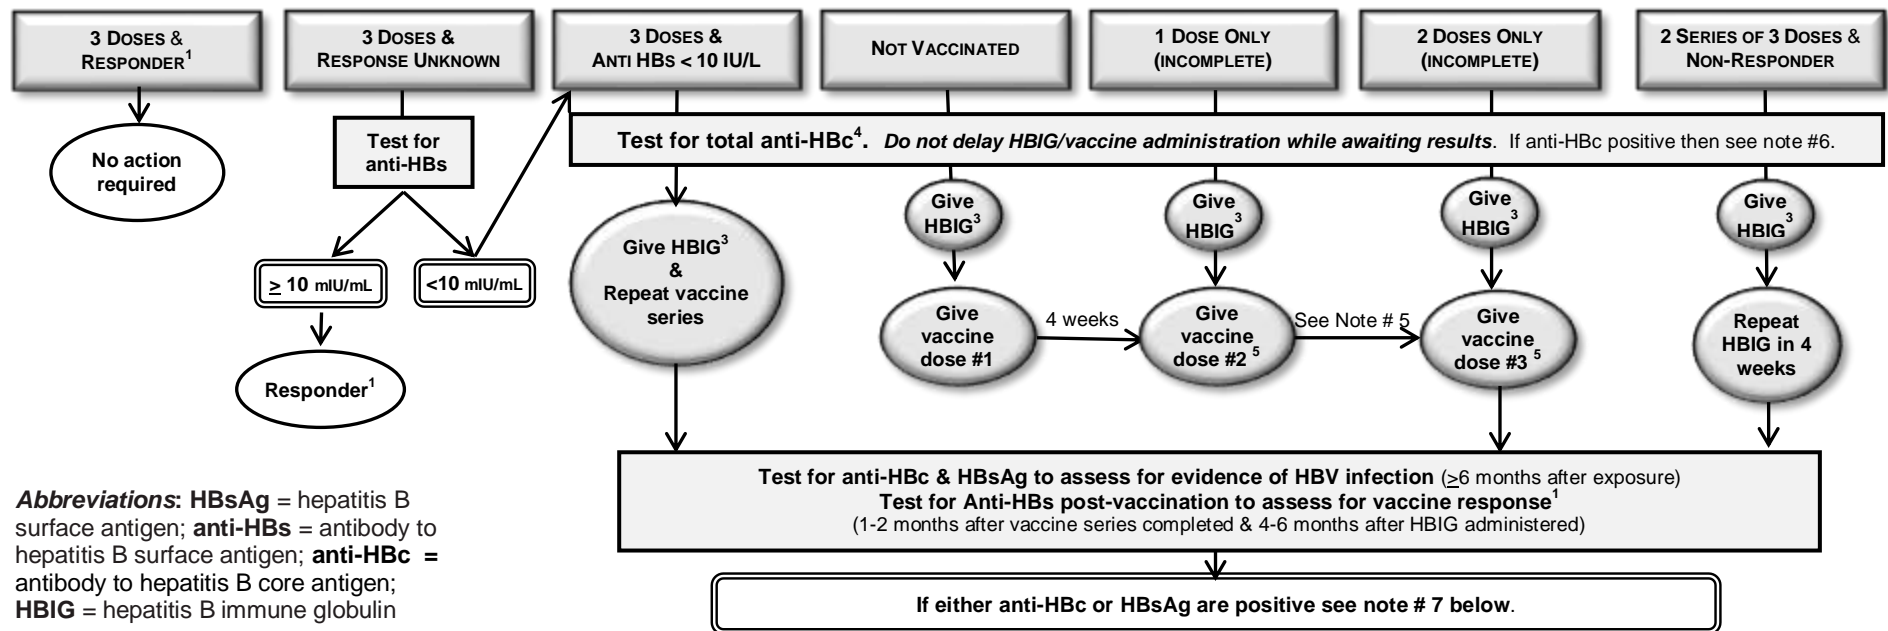 3 DOSES &
RESPONDER1
3 DOSES &
RESPONSE UNKNOWN
3 DOSES &
ANTI HBS < 10 IU/L
NOT VACCINATED
1 DOSE ONLY
(INCOMPLETE)
2 DOSES ONLY
(INCOMPLETE)
2 SERIES OF 3 DOSES &
NON-RESPONDER
No action
required
Test for
anti-HBs
Test for total anti-HBc4. Do not delay HBIG/vaccine administration while awaiting results. If anti-HBc positive then see note #6.
≥ 10 mIU/mL
<10 mIU/mL
Responder1
Give HBIG3
&
Repeat vaccine
series
Give
HBIG3
Give
HBIG3
Give
HBIG3
Give
HBIG3
Give
vaccine
dose #1
4 weeks
Give
vaccine
dose #2 5
See Note # 5
Give
vaccine
dose #3 5
Repeat
HBIG in 4
weeks
Test for anti-HBc & HBsAg to assess for evidence of HBV infection (≥6 months after exposure)
Test for Anti-HBs post-vaccination to assess for vaccine response1
(1-2 months after vaccine series completed & 4-6 months after HBIG administered)
If either anti-HBc or HBsAg are positive see note # 7 below.
Abbreviations: HBsAg = hepatitis B
surface antigen; anti-HBs = antibody to
hepatitis B surface antigen; anti-HBc =
antibody to hepatitis B core antigen;
HBIG = hepatitis B immune globulin